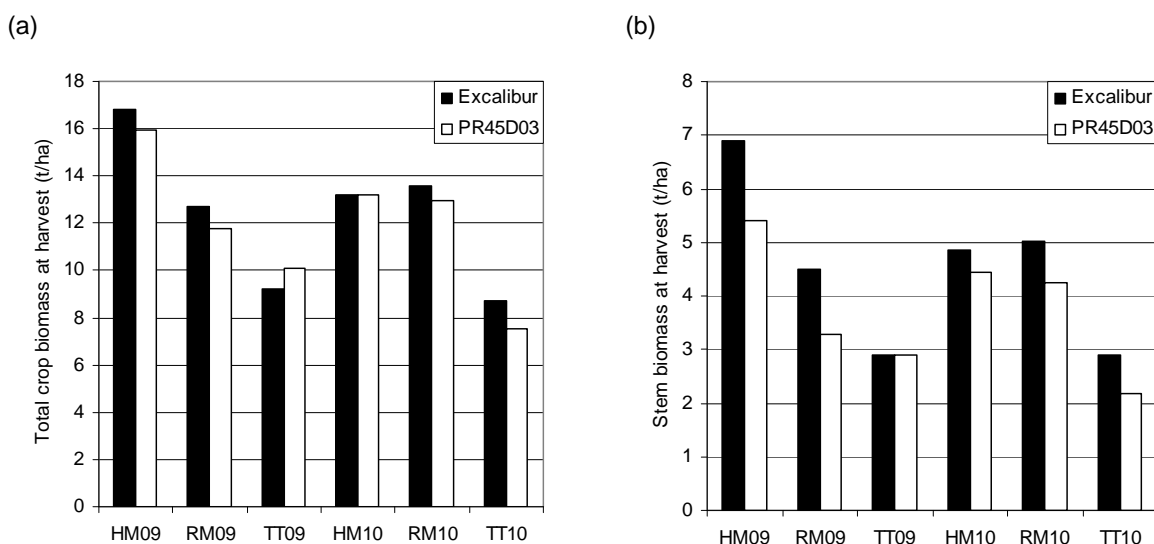 (a)
(b)
Total crop biomass at harvest (t/ha)
18
16
14
12
10
8
6
4
2
0
Excalibur
PR45D03
HM09 RM09 TT09 HM10 RM10 TT10
Stem biomass at harvest (t/ha)
8
7
6
5
4
3
2
1
0
Excalibur
PR45D03
HM09 RM09 TT09 HM10 RM10 TT10